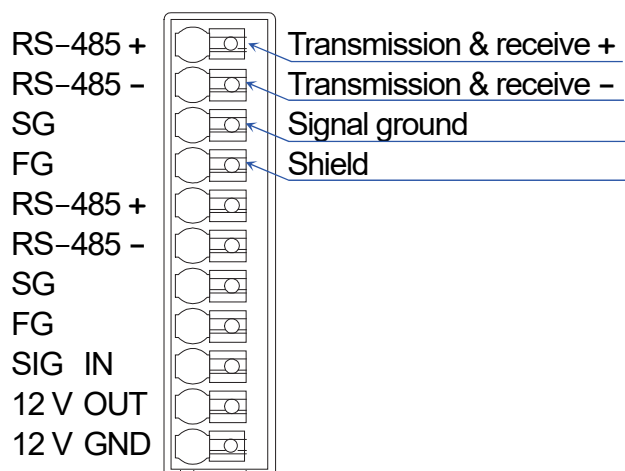 RS-485 + Transmission & receive +
RS-485 - Transmission & receive -
SG Signal ground
FG Shield
RS-485 +
RS-485 -
SG
FG
SIG IN
12 V OUT
12 V GND